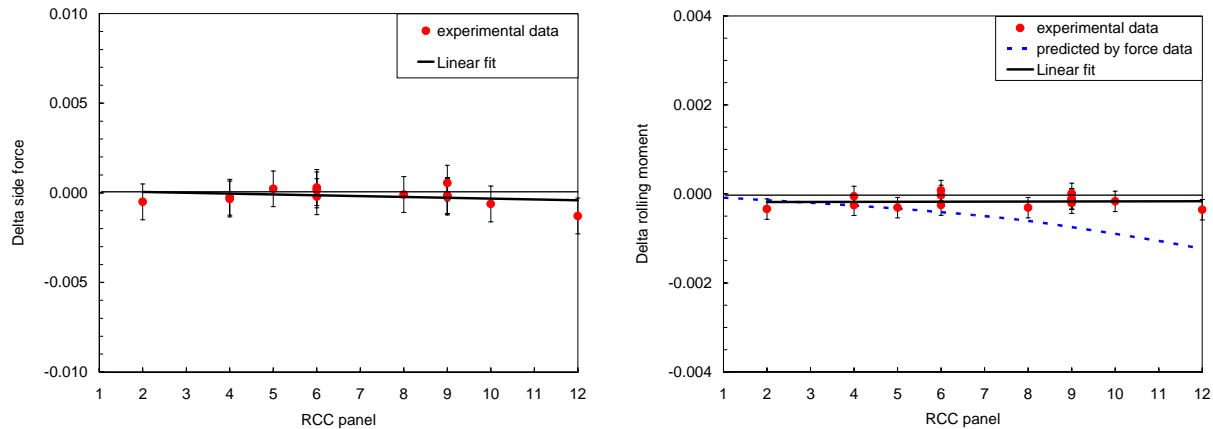 0.010
0.005
0.000
-0.005
-0.010
Delta side force
experimental data
Linear fit
1 2 3 4 5 6 7 8 9 10 11 12
RCC panel
0.004
0.002
0.000
-0.002
-0.004
Delta rolling moment
experimental data
predicted by force data
Linear fit
1 2 3 4 5 6 7 8 9 10 11 12
RCC panel